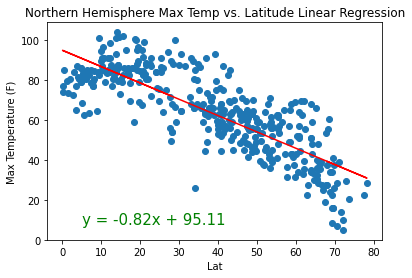 Northern Hemisphere Max Temp vs. Latitude Linear Regression
100
80
60
40
20
0
Max Temperature (F)
y = -0.82x + 95.11
0 10 20 30 40 50 60 70 80
Lat